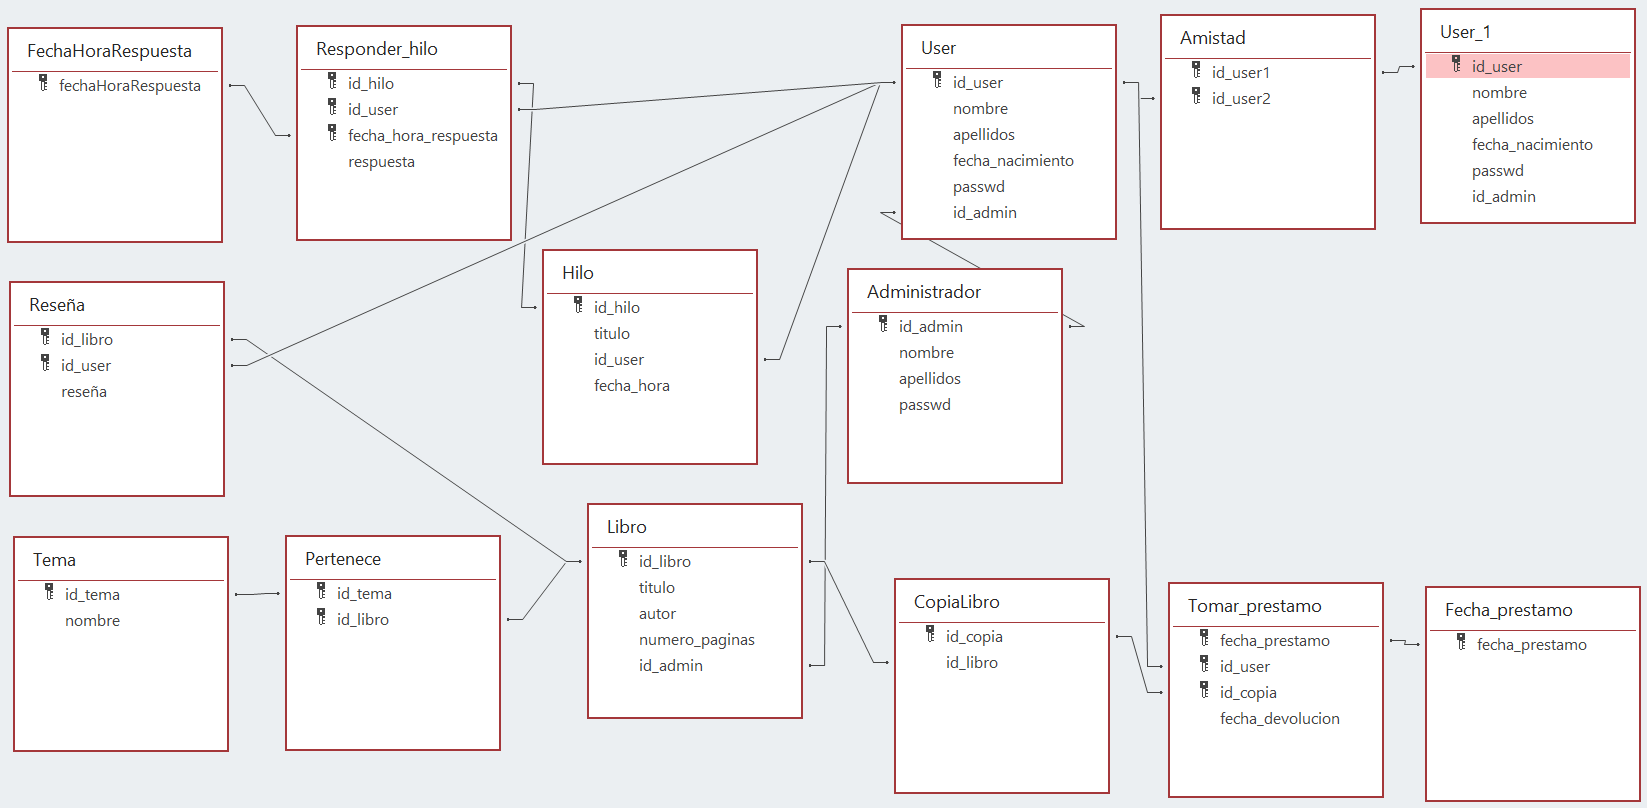 FechaHoraRespuesta
fechaHoraRespuesta
Responder_hilo
id_hilo
id_user
fecha_hora_respuesta
respuesta
User
id_user
nombre
apellidos
fecha_nacimiento
passwd
id_admin
Amistad
id_user1
id_user2
User_1
id_user
nombre
apellidos
fecha_nacimiento
passwd
id_admin
Reseña
id_libro
id_user
reseña
Hilo
id_hilo
titulo
id_user
fecha_hora
Administrador
id_admin
nombre
apellidos
passwd
Tema
id_tema
nombre
Pertenece
id_tema
id_libro
Libro
id_libro
titulo
autor
numero_paginas
id_admin
CopiaLibro
id_copia
id_libro
Tomar_prestamo
fecha_prestamo
id_user
id_copia
fecha_devolucion
Fecha_prestamo
fecha_prestamo